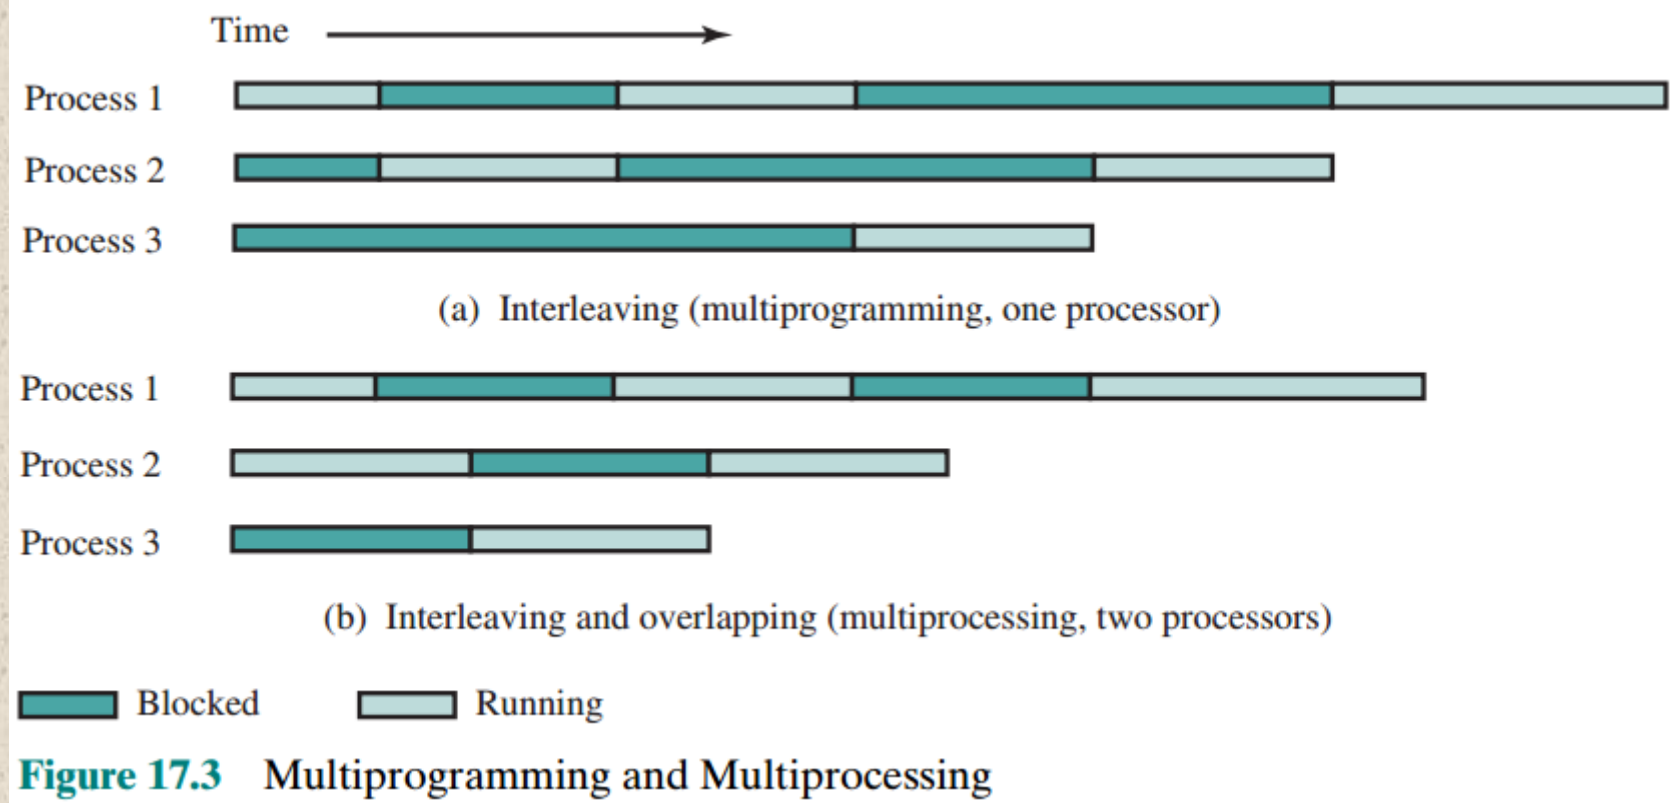 Time
Process 1
Process 2
Process 3
(a) Interleaving (multiprogramming, one processor)
Process 1
Process 2
Process 3
(b) Interleaving and overlapping (multiprocessing, two processors)
Blocked Running
Figure 17.3 Multiprogramming and Multiprocessing